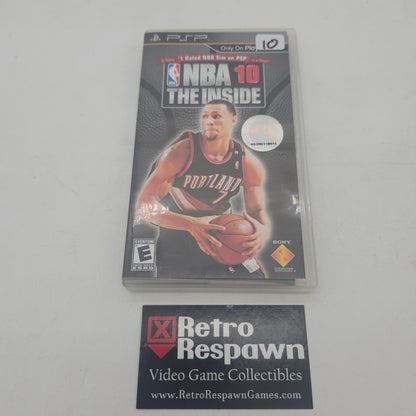 PSP
Only On Play
10
1 Rated NBA Sim on PSP
NBA 10
THE INSIDE
PORTLAND
7
EVERYONE
E
ESRB
SONY
Retro
Respawn
Video Game Collectibles
www.RetroRespawnGames.com